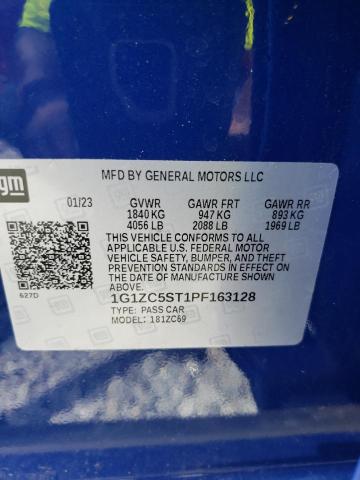 gm
MFD BY GENERAL MOTORS LLC
01/23 GVWR GAWR FRT GAWR RR
1840 KG 947 KG 893 KG
4056 LB 2088 LB 1969 LB
THIS VEHICLE CONFORMS TO ALL
APPLICABLE U.S. FEDERAL MOTOR
VEHICLE SAFETY, BUMPER, AND THEFT
PREVENTION STANDARDS IN EFFECT
ON THE DATE OF MANUFACTURE
SHOWN ABOVE.
627D
1G1ZC5ST1PF163128
TYPE: PASS CAR
MODEL: 181ZC69